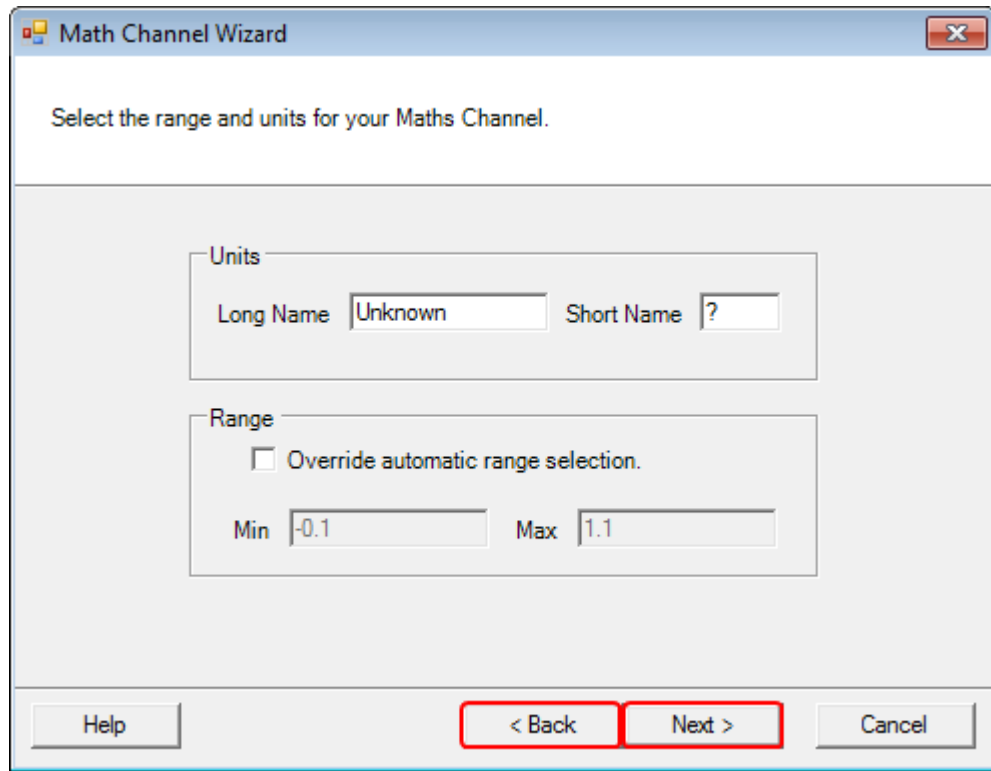 Math Channel Wizard
Select the range and units for your Maths Channel.
Units
Long Name Unknown Short Name ?
Range
Override automatic range selection.
Min -0.1 Max 1.1
Help < Back Next > Cancel